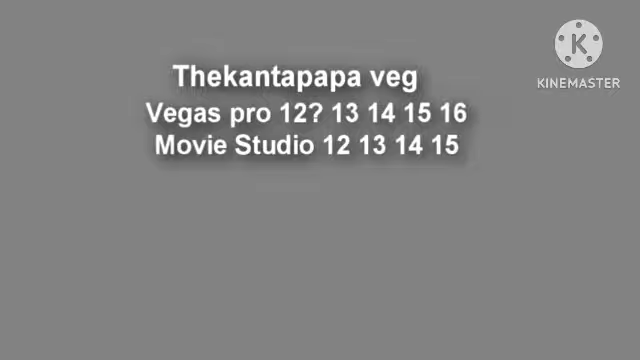 Thekantapapa veg
Vegas pro 12? 13 14 15 16
Movie Studio 12 13 14 15
K
KINEMASTER